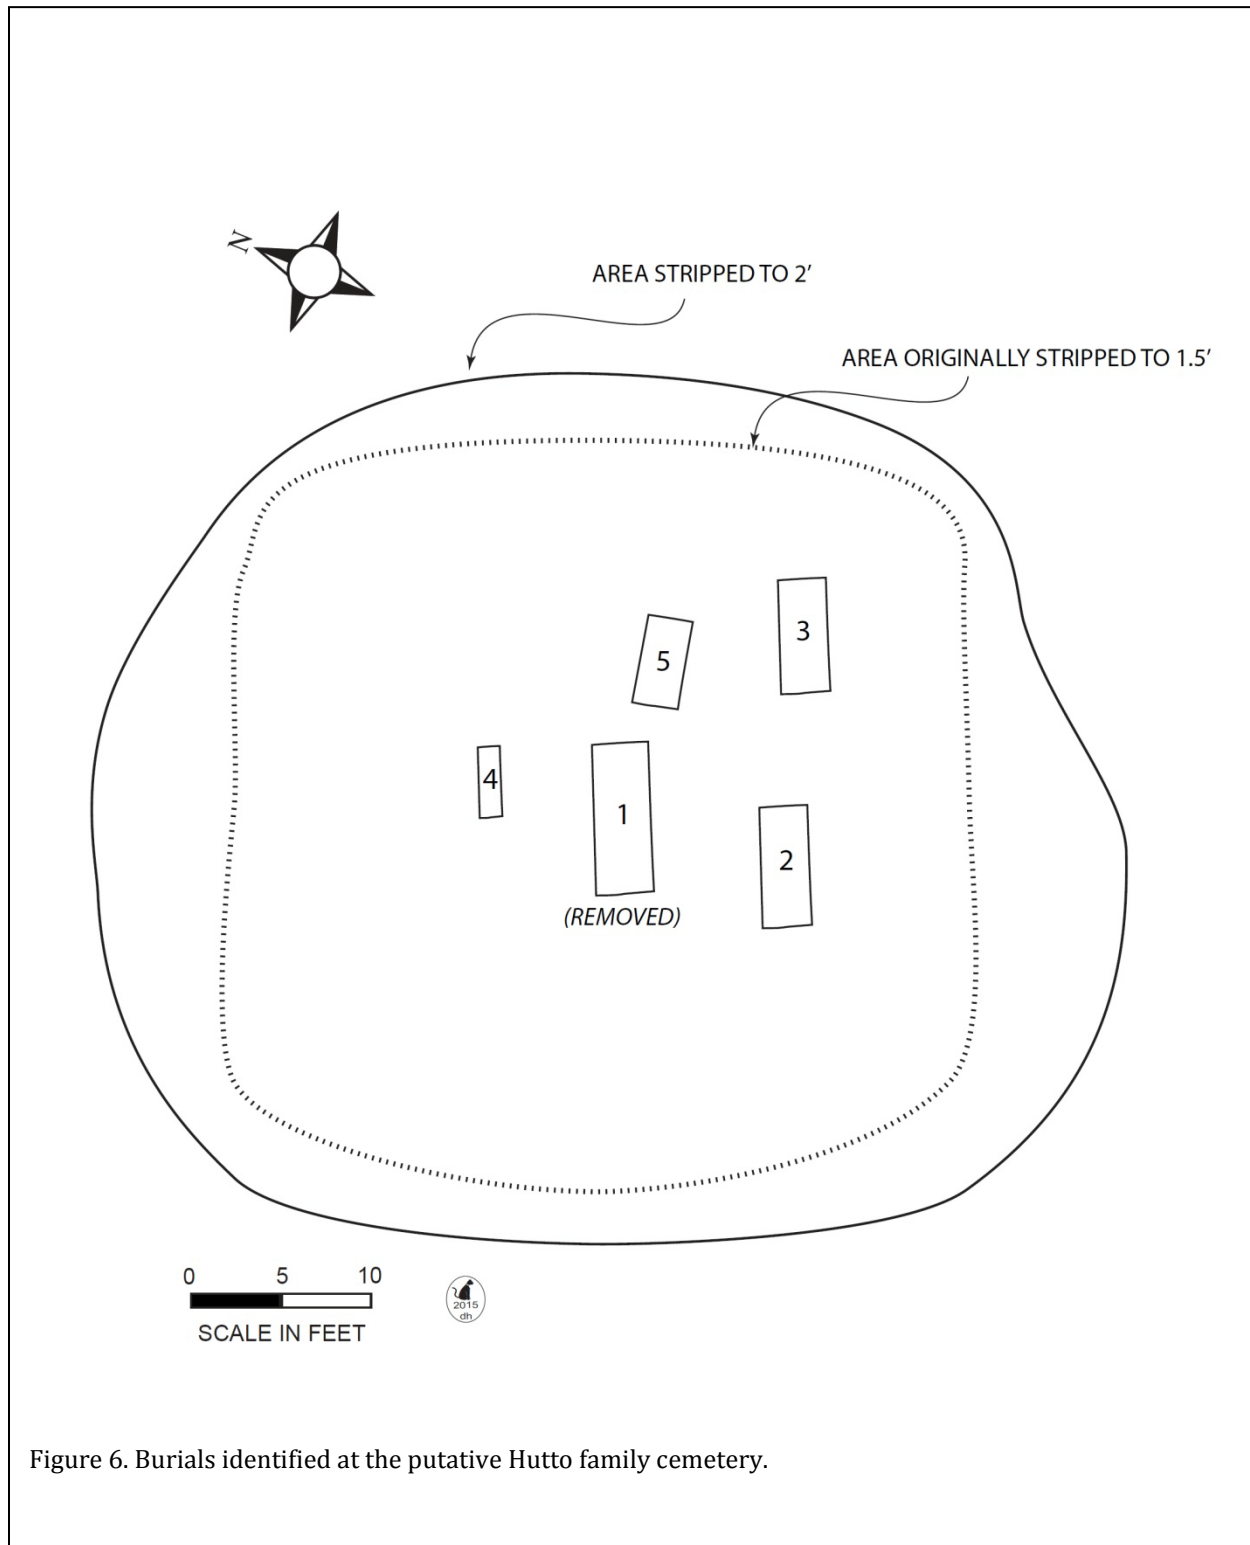 N
AREA STRIPPED TO 2’
AREA ORIGINALLY STRIPPED TO 1.5’
3
5
4
1
2
(REMOVED)
0 5 10
SCALE IN FEET
2015
dh
Figure 6. Burials identified at the putative Hutto family cemetery.